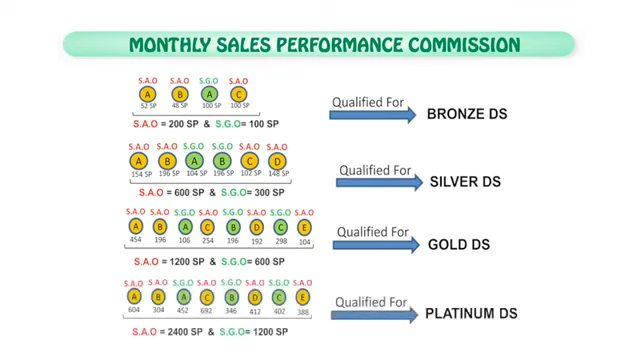 MONTHLY SALES PERFORMANCE COMMISSION
S.A.O S.A.O S.G.O S.A.O
A B A C
52 SP 48 SP 100 SP 100 SP
S.A.O = 200 SP & S.G.O= 100 SP
Qualified For
BRONZE DS
S.A.O S.A.O S.G.O S.G.O S.A.O S.A.O
A B A B C D
154 SP 196 SP 104 SP 196 SP 102 SP 148 SP
S.A.O = 600 SP & S.G.O= 300 SP
Qualified For
SILVER DS
S.A.O S.A.O S.G.O S.A.O S.G.O S.A.O S.G.O S.A.O
A B A C B D C E
454 196 106 254 196 192 298 104
S.A.O = 1200 SP & S.G.O= 600 SP
Qualified For
GOLD DS
S.A.O S.A.O S.G.O S.A.O S.G.O S.A.O S.G.O S.A.O
A B A C B D C E
604 304 452 692 346 412 402 388
S.A.O = 2400 SP & S.G.O= 1200 SP
Qualified For
PLATINUM DS